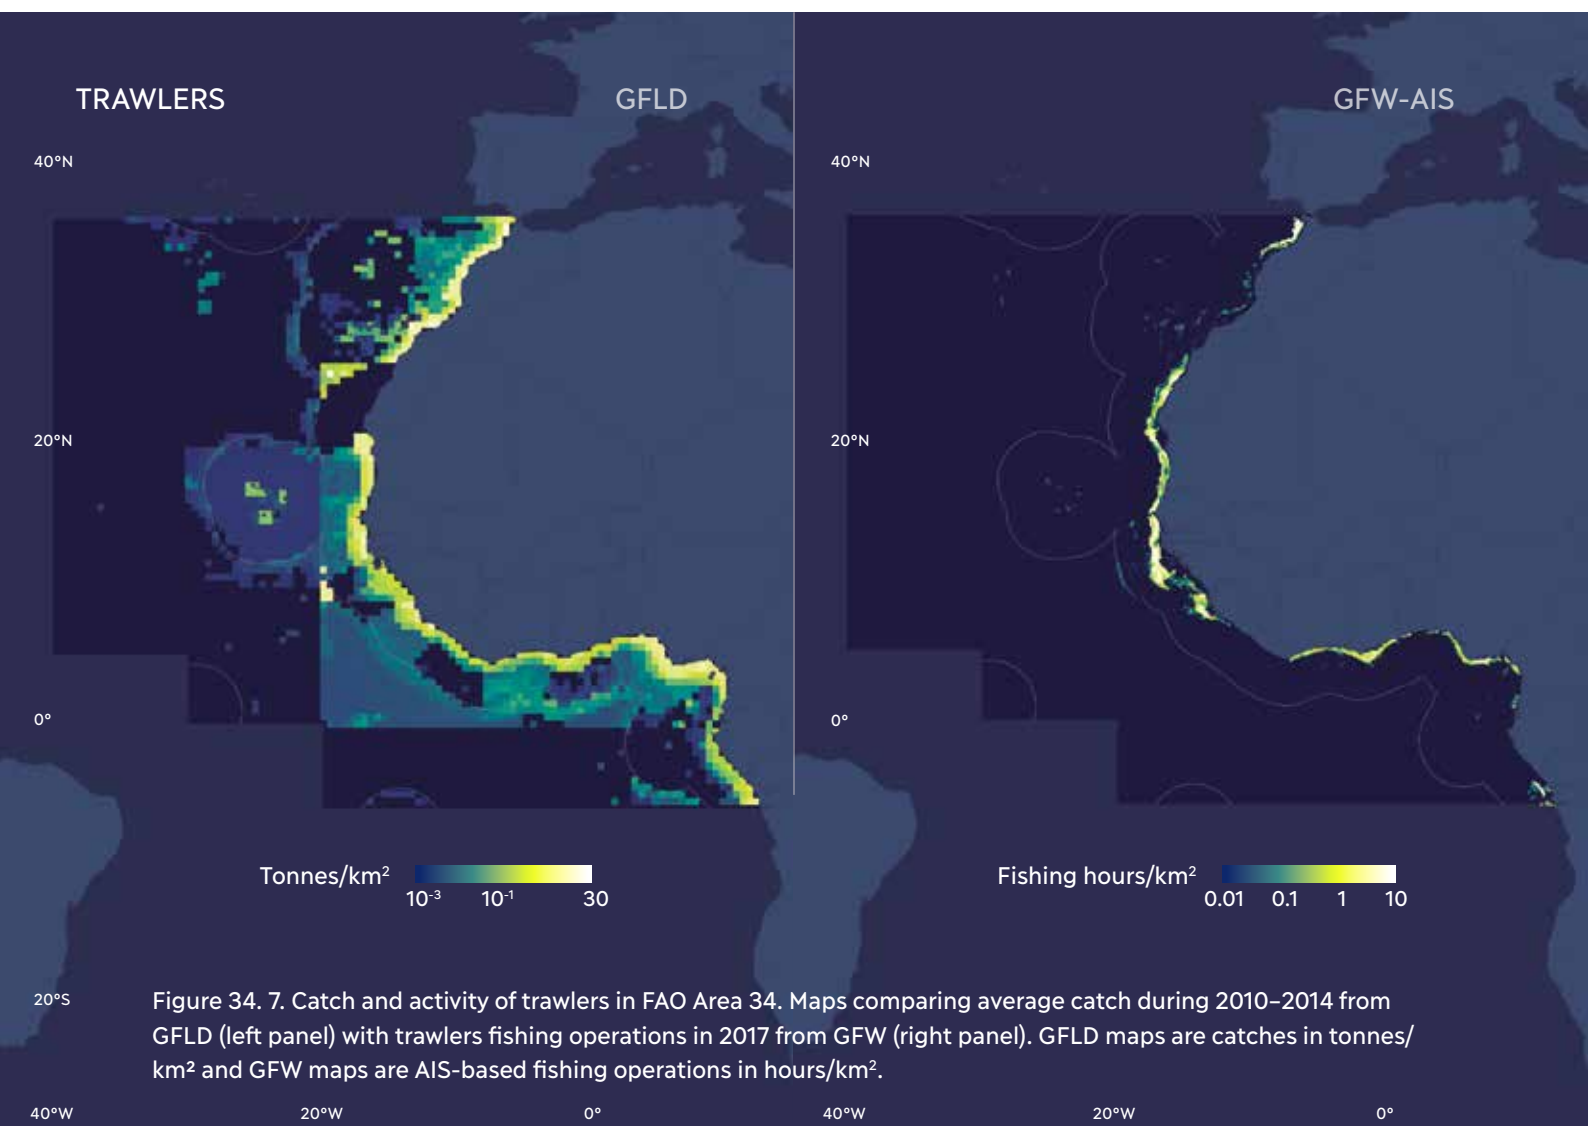 TRAWLERS
GFLD
GFW-AIS
40°N
40°N
20°N
20°N
0°
0°
Tonnes/km²
10⁻³ 10⁻¹ 30
Fishing hours/km²
0.01 0.1 1 10
20°S
Figure 34. 7. Catch and activity of trawlers in FAO Area 34. Maps comparing average catch during 2010–2014 from
GFLD (left panel) with trawlers fishing operations in 2017 from GFW (right panel). GFLD maps are catches in tonnes/
km² and GFW maps are AIS-based fishing operations in hours/km².
40°W 20°W 0° 40°W 20°W 0°